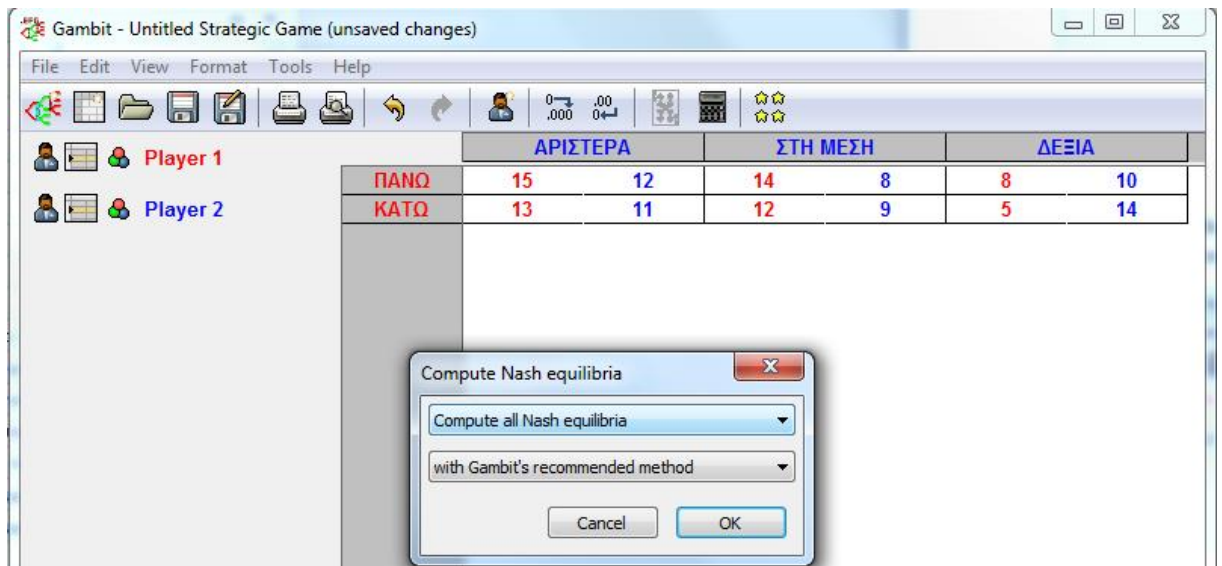 Gambit - Untitled Strategic Game (unsaved changes)
File Edit View Format Tools Help
Player 1
Player 2
ΑΡΙΣΤΕΡΑ ΣΤΗ ΜΕΣΗ ΔΕΞΙΑ
ΠΑΝΩ 15 12 14 8 8 10
ΚΑΤΩ 13 11 12 9 5 14
Compute Nash equilibria
Compute all Nash equilibria
with Gambit's recommended method
Cancel OK